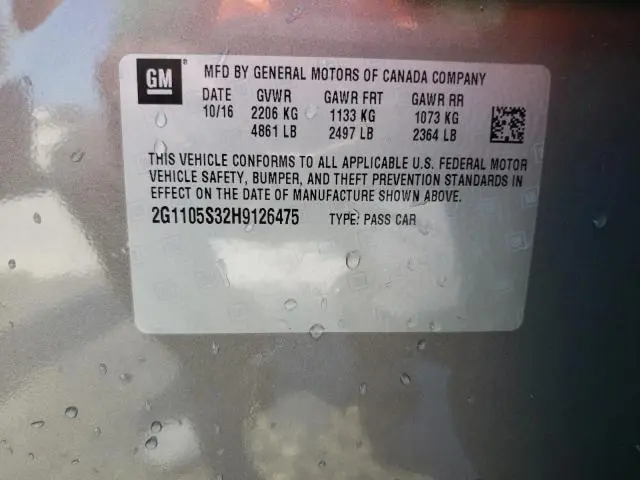 GM ® MFD BY GENERAL MOTORS OF CANADA COMPANY
DATE GVWR GAWR FRT GAWR RR
10/16 2206 KG 1133 KG 1073 KG
4861 LB 2497 LB 2364 LB
THIS VEHICLE CONFORMS TO ALL APPLICABLE U.S. FEDERAL MOTOR
VEHICLE SAFETY, BUMPER, AND THEFT PREVENTION STANDARDS IN
EFFECT ON THE DATE OF MANUFACTURE SHOWN ABOVE.
2G1105S32H9126475 TYPE: PASS CAR